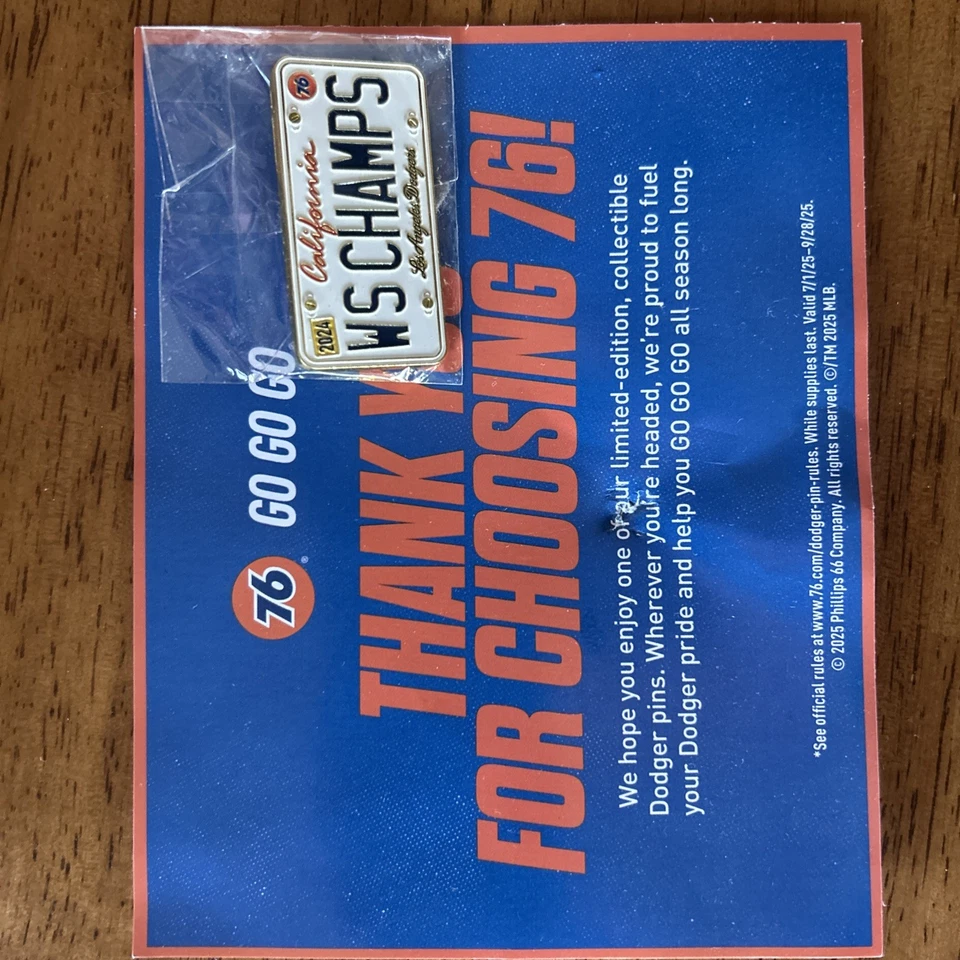 76® GO GO GO
THANK Y
FOR CHOOSING 76!
We hope you enjoy one of our limited-edition, collectible
Dodger pins. Wherever you're headed, we're proud to fuel
your Dodger pride and help you GO GO GO all season long.
*See official rules at www.76.com/dodger-pin-rules. While supplies last. Valid 7/1/25–9/28/25.
© 2025 Phillips 66 Company. All rights reserved. ©/TM 2025 MLB.
2024 California 76
WS CHAMPS
Los Angeles Dodgers